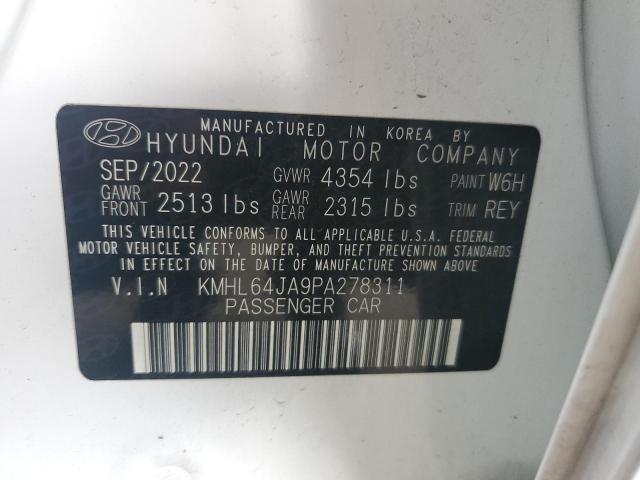 MANUFACTURED IN KOREA BY
HYUNDAI MOTOR COMPANY
SEP/2022 GVWR 4354 lbs PAINT W6H
GAWR FRONT 2513 lbs GAWR REAR 2315 lbs TRIM REY
THIS VEHICLE CONFORMS TO ALL APPLICABLE U.S.A. FEDERAL
MOTOR VEHICLE SAFETY, BUMPER, AND THEFT PREVENTION STANDARDS
IN EFFECT ON THE DATE OF MANUFACTURE SHOWN ABOVE
V.I.N KMHL64JA9PA278311
PASSENGER CAR